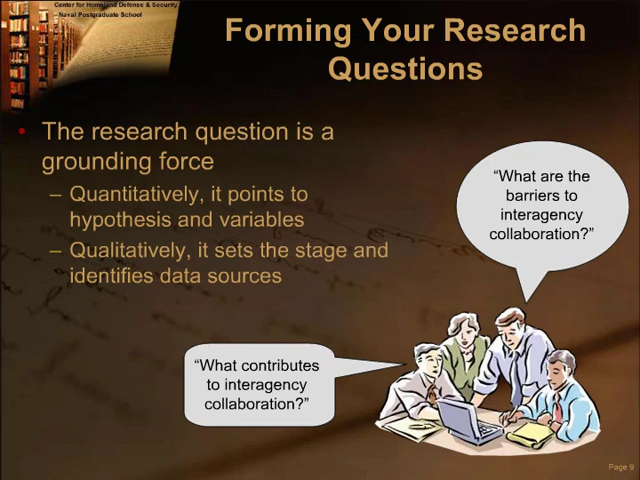 Center for Homeland Defense & Security
Naval Postgraduate School
Forming Your Research
Questions
• The research question is a
grounding force
– Quantitatively, it points to
hypothesis and variables
– Qualitatively, it sets the stage and
identifies data sources
“What are the
barriers to
interagency
collaboration?”
“What contributes
to interagency
collaboration?”
Page 9